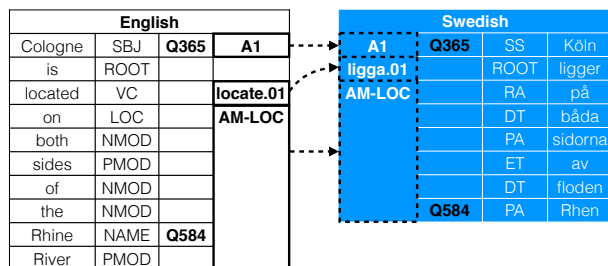 English Swedish
Cologne SBJ Q365 A1 A1 Q365 SS Köln
is ROOT ligga.01 ROOT ligger
located VC locate.01 AM-LOC RA på
on LOC AM-LOC DT båda
both NMOD PA sidorna
sides PMOD ET av
of NMOD DT floden
the NMOD Q584 PA Rhen
Rhine NAME Q584
River PMOD